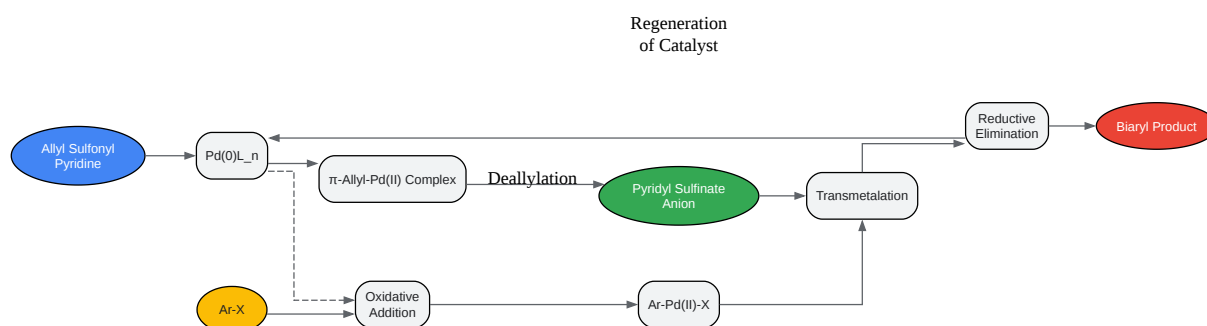 Regeneration
of Catalyst
Allyl Sulfonyl
Pyridine
Pd(0)L_n
π-Allyl-Pd(II) Complex
Deallylation
Pyridyl Sulfinate
Anion
Transmetalation
Reductive
Elimination
Biaryl Product
Ar-X
Oxidative
Addition
Ar-Pd(II)-X